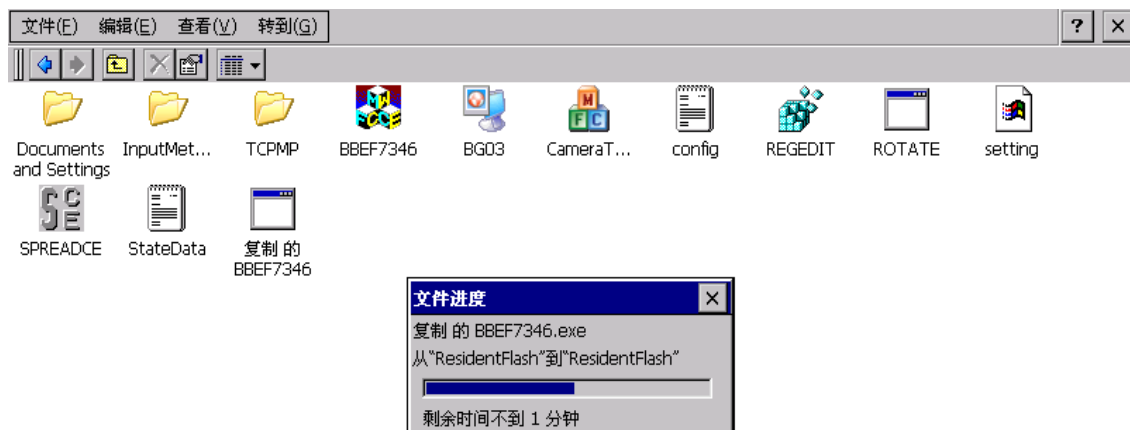 文件(F) 编辑(E) 查看(V) 转到(G) ? ×
Documents and Settings
InputMet...
TCPMP
BBEF7346
BG03
CameraT...
config
REGEDIT
ROTATE
setting
SPREADCE
StateData
复制 的 BBEF7346
文件进度
复制 的 BBEF7346.exe
从“ResidentFlash”到“ResidentFlash”
剩余时间不到 1 分钟